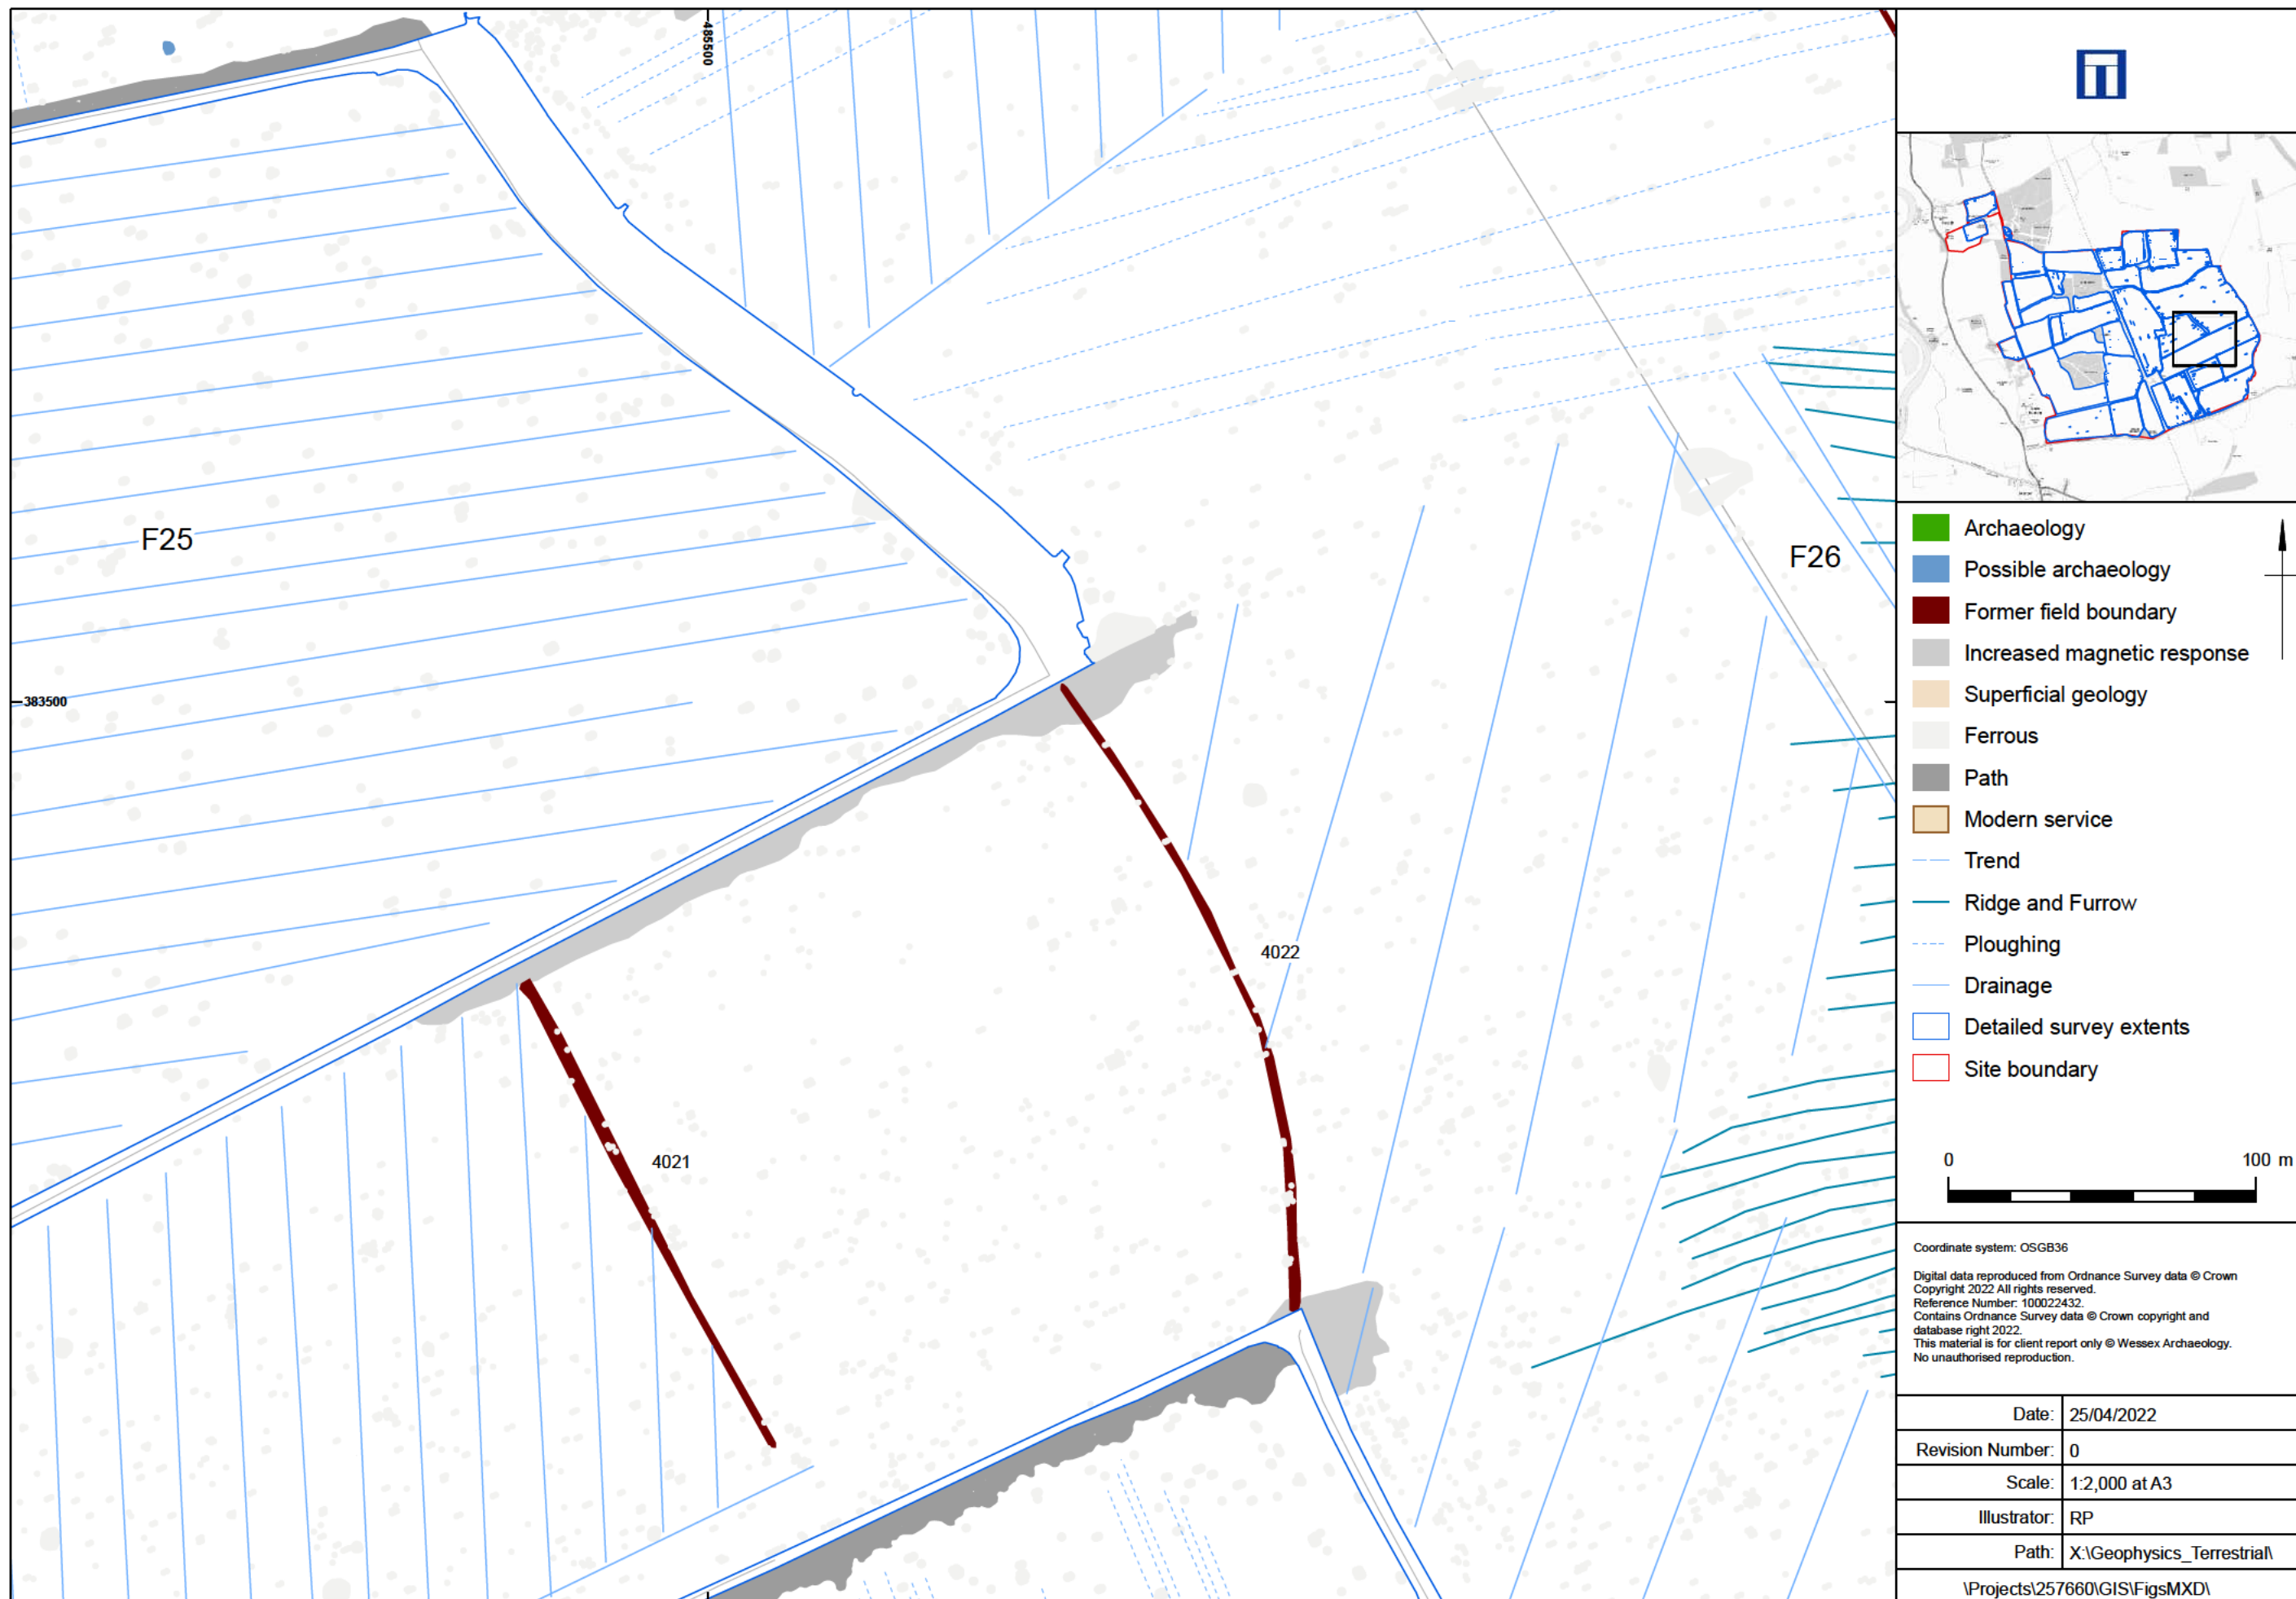 485500
F25
F26
383500
4022
4021
Archaeology
Possible archaeology
Former field boundary
Increased magnetic response
Superficial geology
Ferrous
Path
Modern service
Trend
Ridge and Furrow
Ploughing
Drainage
Detailed survey extents
Site boundary
0 100 m
Coordinate system: OSGB36
Digital data reproduced from Ordnance Survey data © Crown
Copyright 2022 All rights reserved.
Reference Number: 100022432.
Contains Ordnance Survey data © Crown copyright and
database right 2022.
This material is for client report only © Wessex Archaeology.
No unauthorised reproduction.
Date: 25/04/2022
Revision Number: 0
Scale: 1:2,000 at A3
Illustrator: RP
Path: X:\Geophysics_Terrestrial\
\Projects\257660\GIS\FigsMXD\